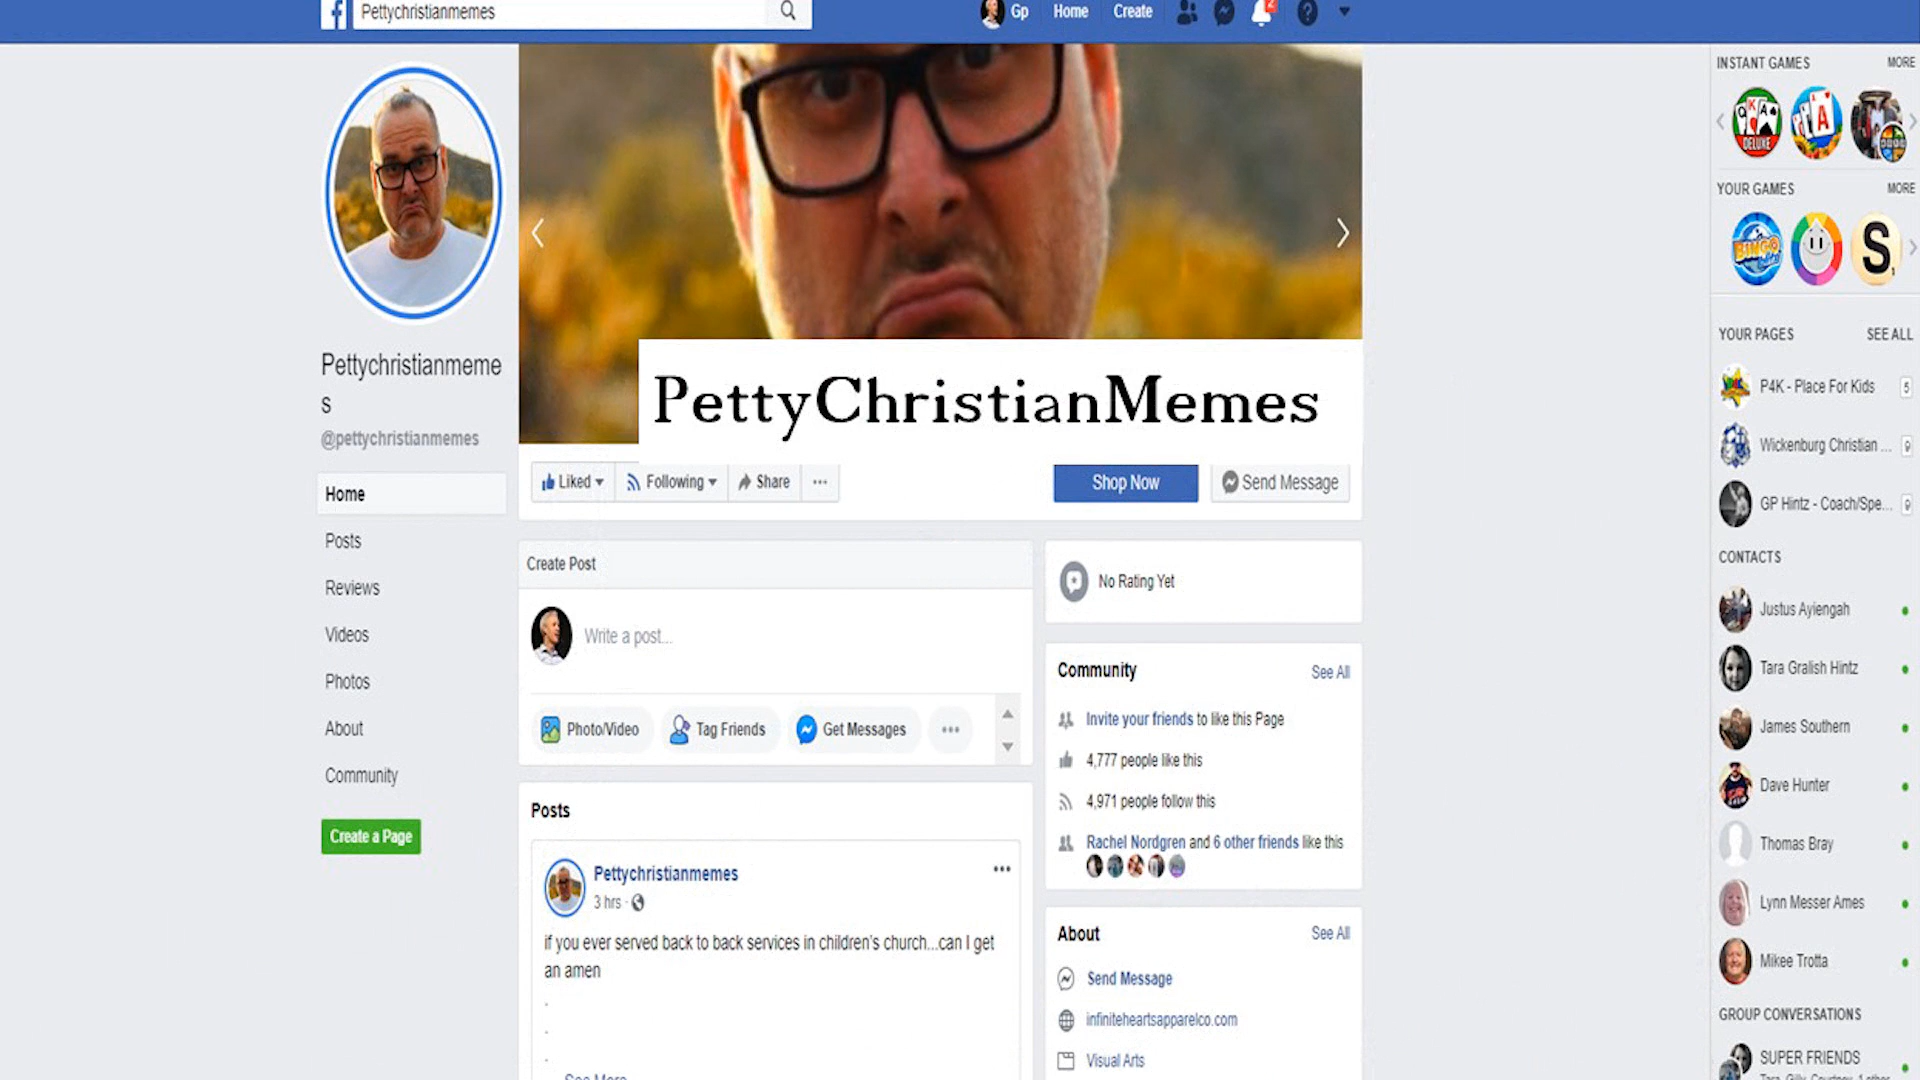 Pettychristianmemes
Gp Home Create
2
Pettychristianmeme
s
@pettychristianmemes
Home
Posts
Reviews
Videos
Photos
About
Community
Create a Page
PettyChristianMemes
Liked Following Share ...
Shop Now Send Message
Create Post
Write a post...
Photo/Video Tag Friends Get Messages ...
Posts
Pettychristianmemes
3 hrs ·
if you ever served back to back services in children's church...can I get
an amen
.
.
.
See More
No Rating Yet
Community See All
Invite your friends to like this Page
4,777 people like this
4,971 people follow this
Rachel Nordgren and 6 other friends like this
About See All
Send Message
infiniteheartsapparelco.com
Visual Arts
INSTANT GAMES MORE
K A
DELUXE
A
YOUR GAMES MORE
BINGO
S
YOUR PAGES SEE ALL
P4K - Place For Kids 5
Wickenburg Christian ... 9
GP Hintz - Coach/Spe... 9
CONTACTS
Justus Ayiengah
Tara Gralish Hintz
James Southern
Dave Hunter
Thomas Bray
Lynn Messer Ames
Mikee Trotta
GROUP CONVERSATIONS
SUPER FRIENDS